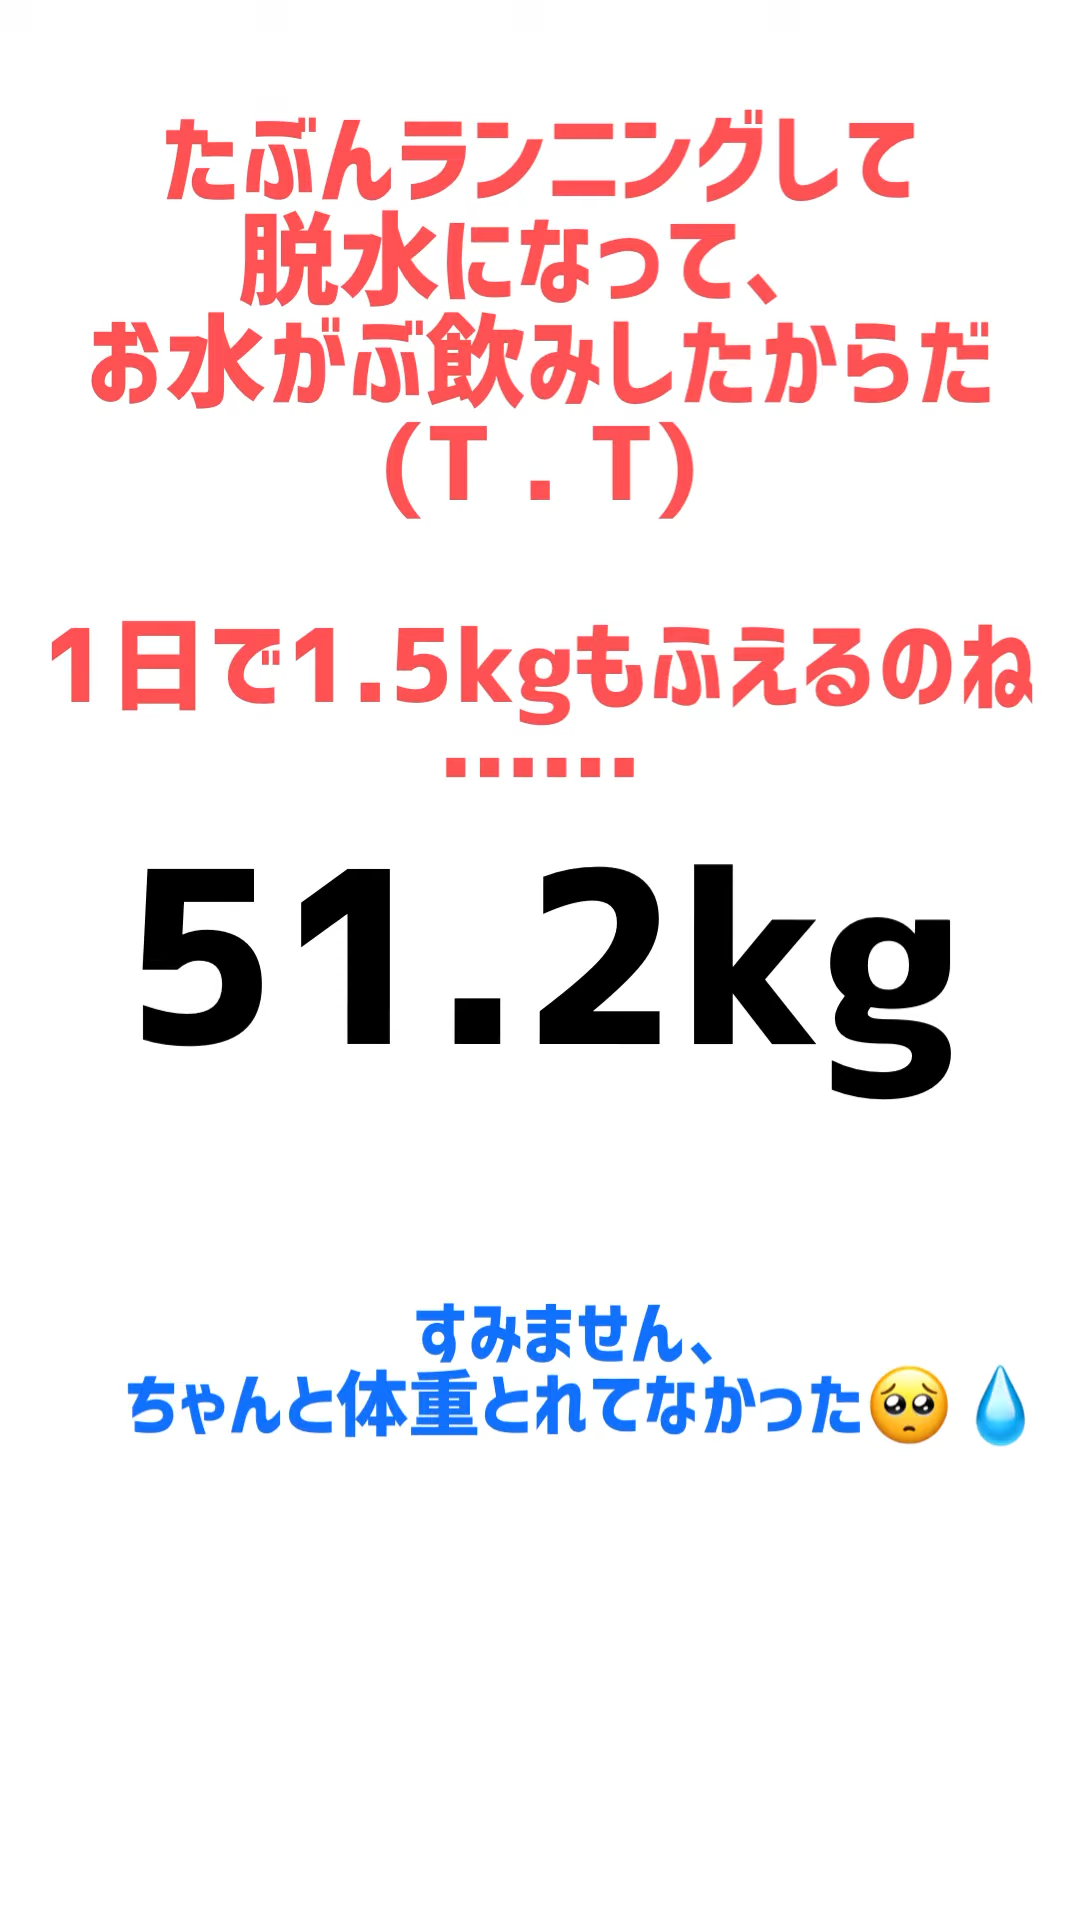 たぶんランニングして
脱水になって、
お水がぶ飲みしたからだ
(T . T)
1日で1.5kgもふえるのね
……
51.2kg
すみません、
ちゃんと体重とれてなかった🥺💧